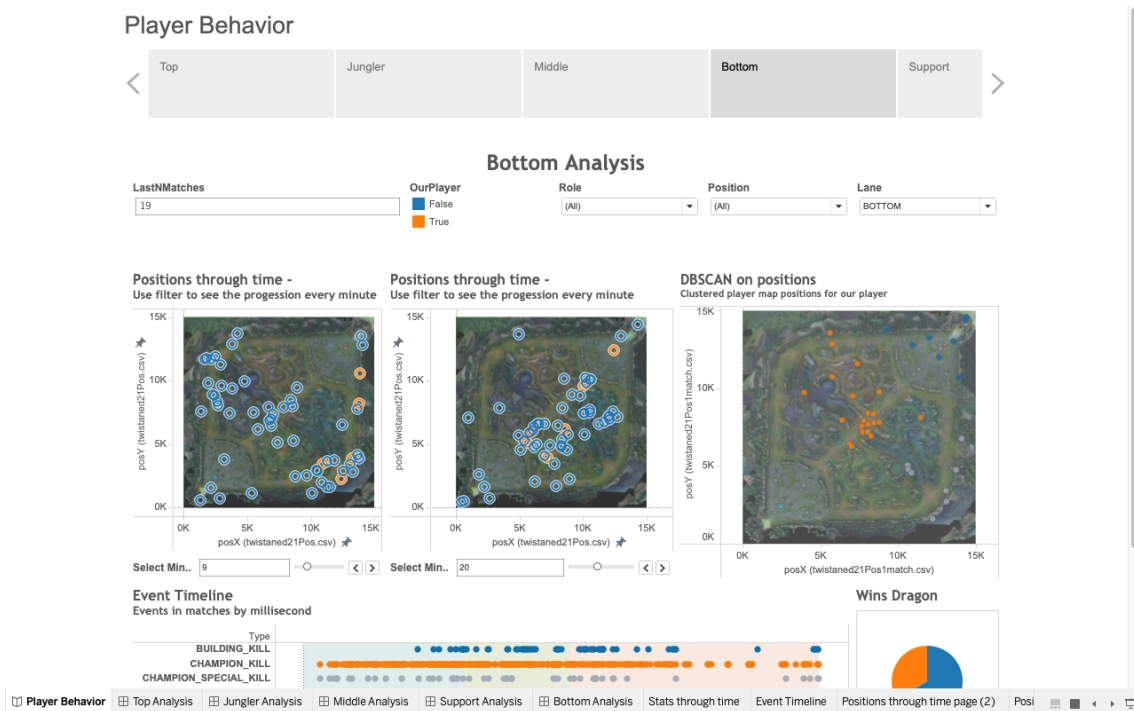 Player Behavior
Top
Jungler
Middle
Bottom
Support
Bottom Analysis
LastNMatches
OurPlayer
Role
Position
Lane
19
False
True
(All)
(All)
BOTTOM
Positions through time -
Use filter to see the progession every minute
Positions through time -
Use filter to see the progession every minute
DBSCAN on positions
Clustered player map positions for our player
15K
10K
5K
0K
posY (twistaned21Pos.csv)
0K
5K
10K
15K
posX (twistaned21Pos.csv)
15K
10K
5K
0K
posY (twistaned21Pos.csv)
0K
5K
10K
15K
posX (twistaned21Pos.csv)
15K
10K
5K
0K
posY (twistaned21Pos1match.csv)
0K
5K
10K
15K
posX (twistaned21Pos1match.csv)
Select Min..
9
Select Min..
20
Event Timeline
Events in matches by millisecond
Wins Dragon
Type
BUILDING_KILL
CHAMPION_KILL
CHAMPION_SPECIAL_KILL
Player Behavior
Top Analysis
Jungler Analysis
Middle Analysis
Support Analysis
Bottom Analysis
Stats through time
Event Timeline
Positions through time page (2)
Posi